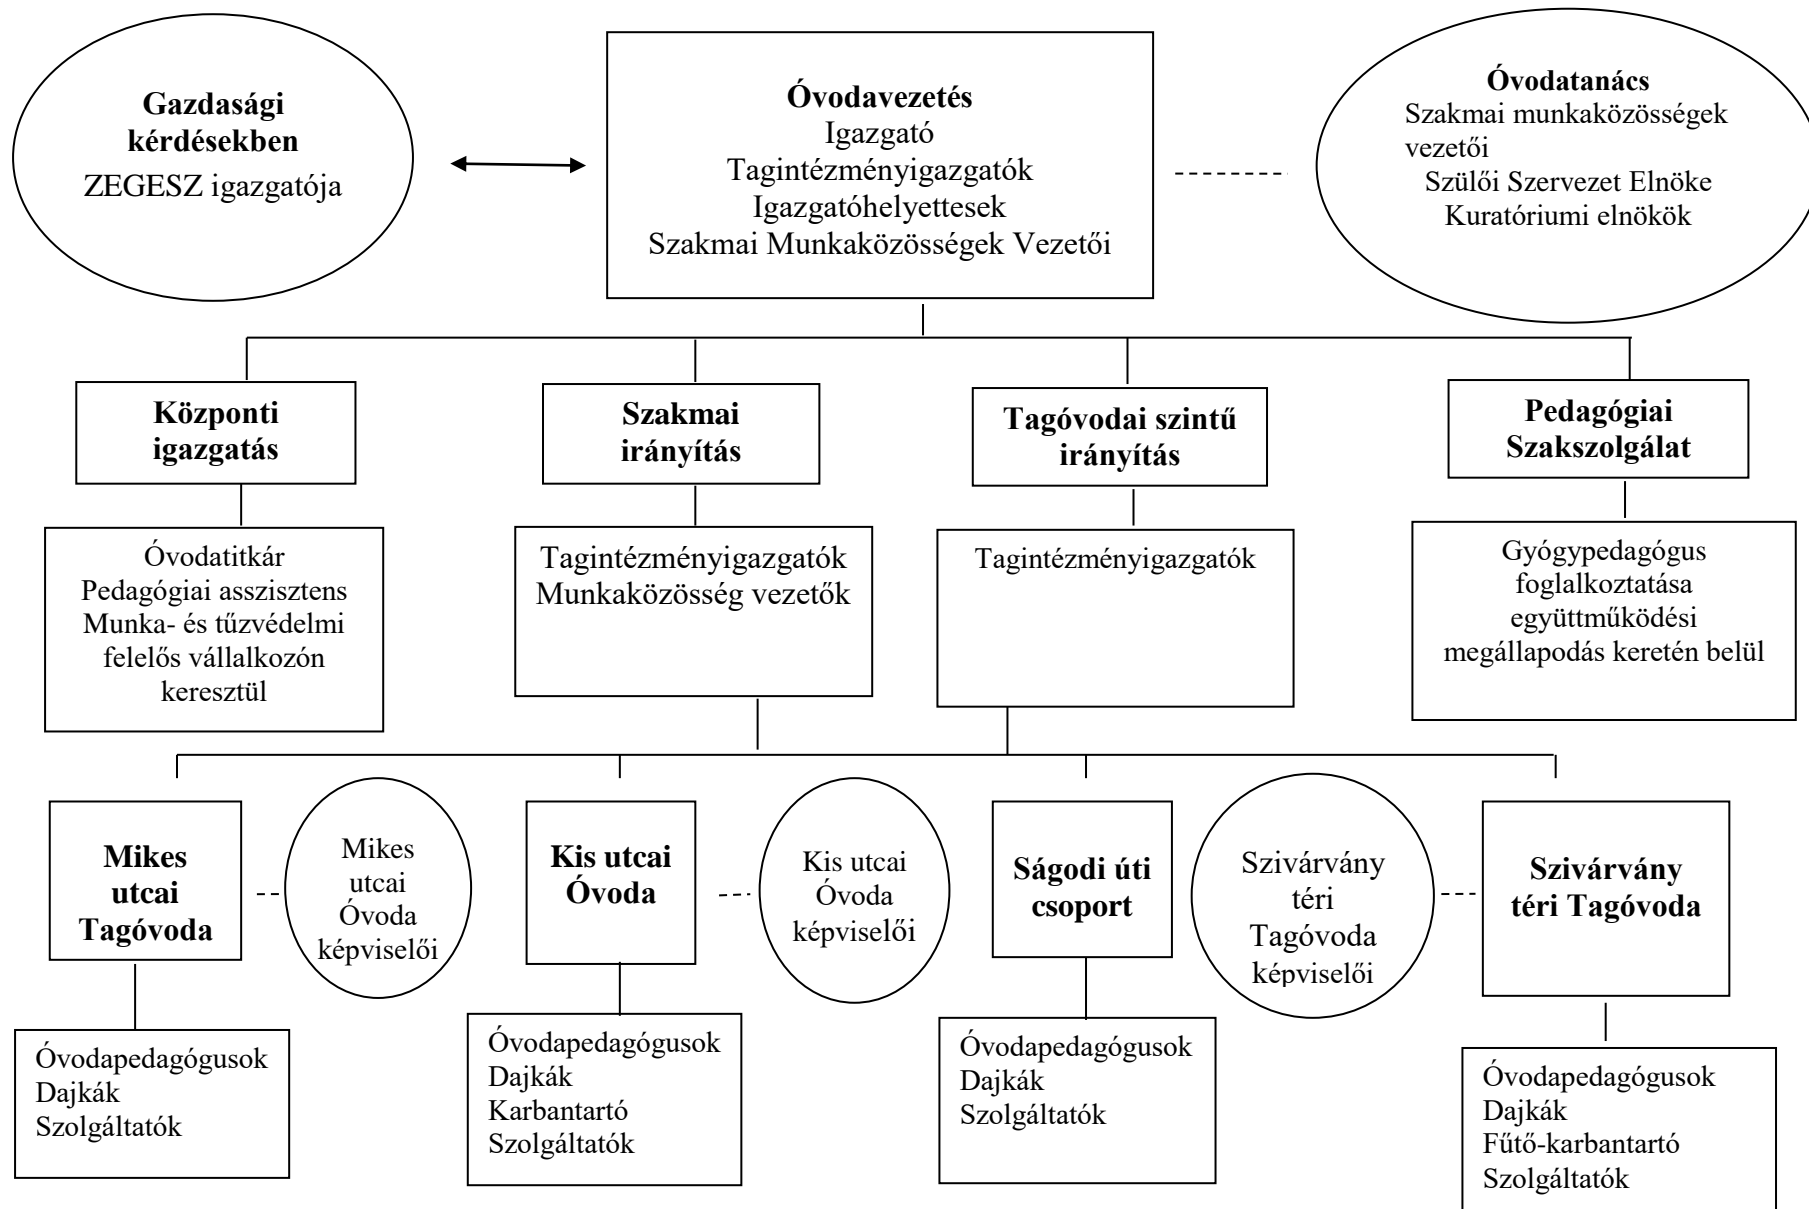 Gazdasági
kérdésekben
ZEGESZ igazgatója
Óvodavezetés
Igazgató
Tagintézményigazgatók
Igazgatóhelyettesek
Szakmai Munkaközösségek Vezetői
Óvodatanács
Szakmai munkaközösségek
vezetői
Szülői Szervezet Elnöke
Kuratóriumi elnökök
Központi
igazgatás
Szakmai
irányítás
Tagóvodai szintű
irányítás
Pedagógiai
Szakszolgálat
Óvodatitkár
Pedagógiai asszisztens
Munka- és tűzvédelmi
felelős vállalkozón
keresztül
Tagintézményigazgatók
Munkaközösség vezetők
Tagintézményigazgatók
Gyógypedagógus
foglalkoztatása
együttműködési
megállapodás keretén belül
Mikes
utcai
Tagóvoda
Mikes
utcai
Óvoda
képviselői
Kis utcai
Óvoda
Kis utcai
Óvoda
képviselői
Ságodi úti
csoport
Szivárvány
téri
Tagóvoda
képviselői
Szivárvány
téri Tagóvoda
Óvodapedagógusok
Dajkák
Szolgáltatók
Óvodapedagógusok
Dajkák
Karbantartó
Szolgáltatók
Óvodapedagógusok
Dajkák
Szolgáltatók
Óvodapedagógusok
Dajkák
Fűtő-karbantartó
Szolgáltatók